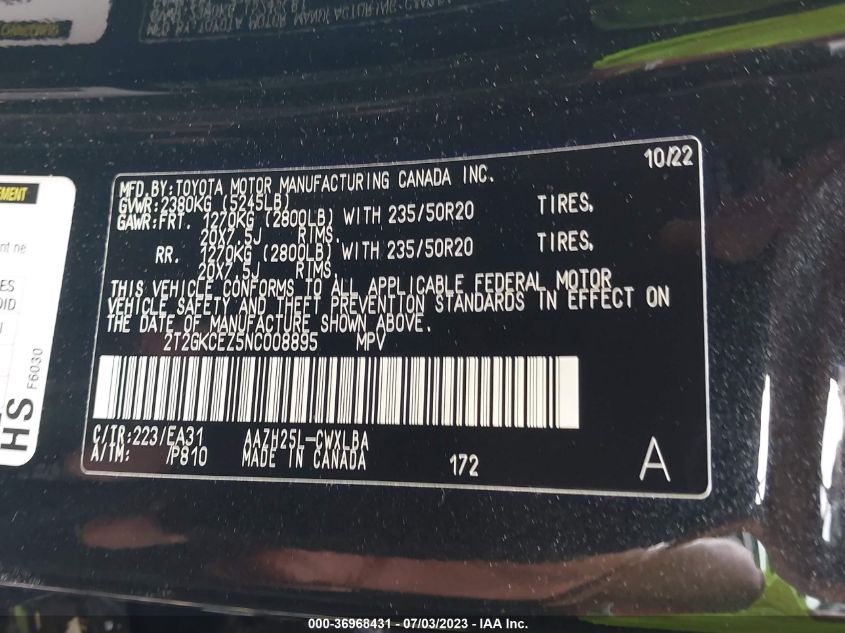 10/22
MFD.BY:TOYOTA MOTOR MANUFACTURING CANADA INC.
GVWR:2380KG (5245LB)
GAWR:FRT. 1270KG (2800LB) WITH 235/50R20 TIRES,
20X7.5J RIMS,
RR. 1270KG (2800LB) WITH 235/50R20 TIRES,
20X7.5J RIMS.
THIS VEHICLE CONFORMS TO ALL APPLICABLE FEDERAL MOTOR
VEHICLE SAFETY AND THEFT PREVENTION STANDARDS IN EFFECT ON
THE DATE OF MANUFACTURE SHOWN ABOVE.
2T2GKCEZ5NC008895 MPV
C/TR:223/EA31 AAZH25L-CWXLBA
A/TM: /P810 MADE IN CANADA 172 A
HS F6030
000-36968431 - 07/03/2023 - IAA Inc.